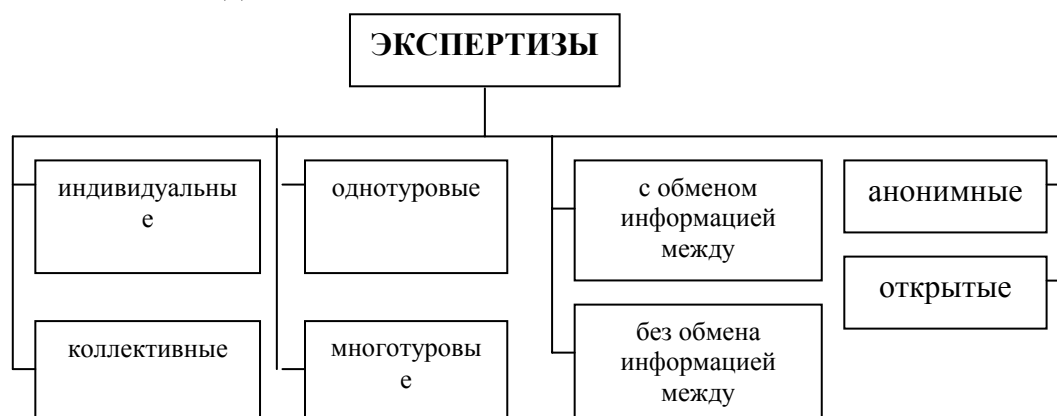 ЭКСПЕРТИЗЫ
индивидуальны
е
однотуровые
с обменом
информацией
между
анонимные
открытые
коллективные
многотуровы
е
без обмена
информацией
между